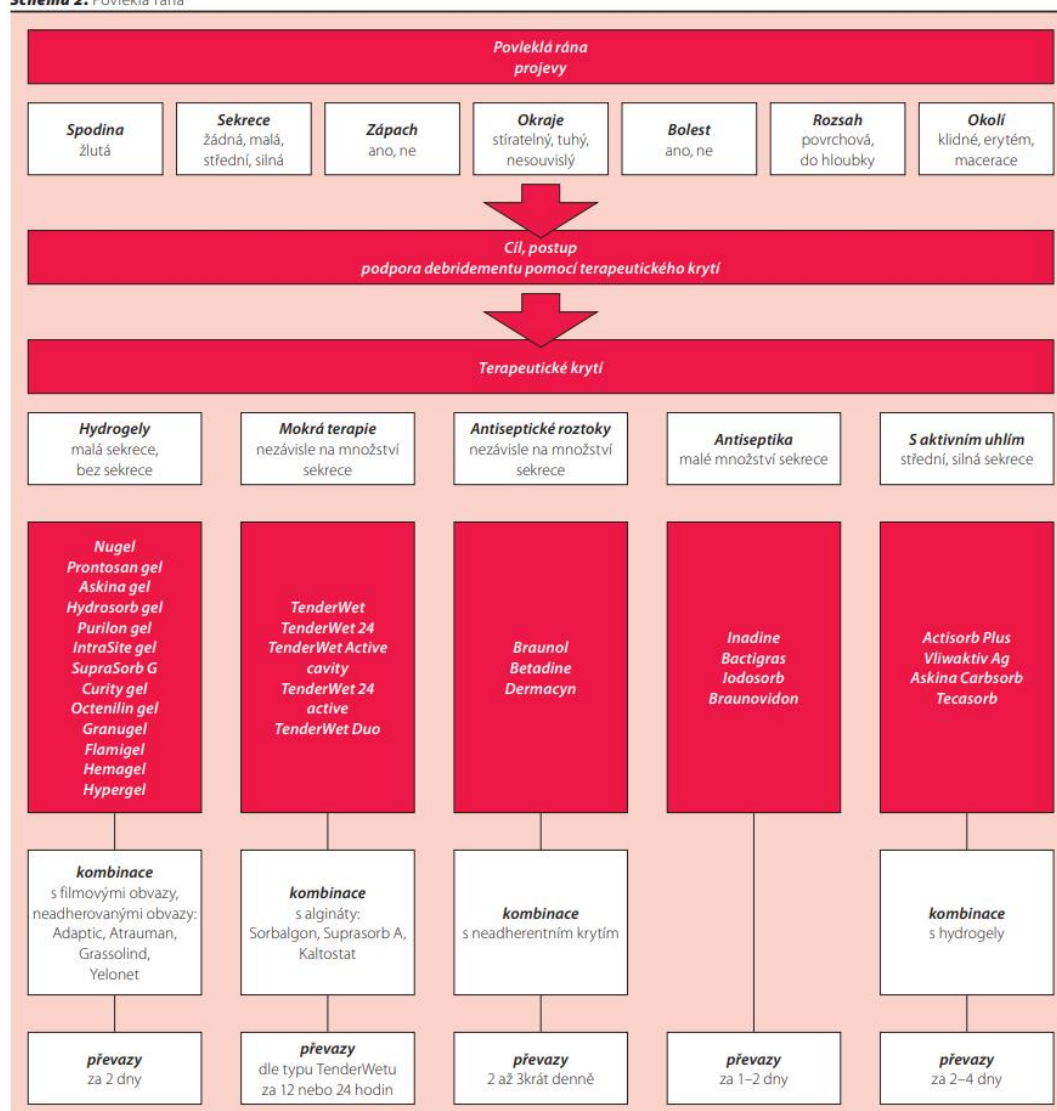 Schéma 2. Povleklá rána
Povleklá rána
projevy
Spodina
žlutá
Sekrece
žádná, malá,
střední, silná
Zápach
ano, ne
Okraje
stíratelný, tuhý,
nesouvislý
Bolest
ano, ne
Rozsah
povrchová,
do hloubky
Okolí
klidné, erytém,
macerace
Cíl, postup
podpora debridementu pomocí terapeutického krytí
Terapeutické krytí
Hydrogely
malá sekrece,
bez sekrece
Mokrá terapie
nezávisle na množství
sekrece
Antiseptické roztoky
nezávisle na množství
sekrece
Antiseptika
malé množství sekrece
S aktivním uhlím
střední, silná sekrece
Nugel
Prontosan gel
Askina gel
Hydrosorb gel
Purilon gel
IntraSite gel
SupraSorb G
Curity gel
Octenilin gel
Granugel
Flamigel
Hemagel
Hypergel
TenderWet
TenderWet 24
TenderWet Active
cavity
TenderWet 24
active
TenderWet Duo
Braunol
Betadine
Dermacyn
Inadine
Bactigras
Iodosorb
Braunovidon
Actisorb Plus
Vliwaktiv Ag
Askina Carbsorb
Tecasorb
kombinace
s filmovými obvazy,
neadherovanými obvazy:
Adaptic, Atrauman,
Grassolind,
Yelonet
kombinace
s algináty:
Sorbalgon, Suprasorb A,
Kaltostat
kombinace
s neadherentním krytím
kombinace
s hydrogely
převazy
za 2 dny
převazy
dle typu TenderWetu
za 12 nebo 24 hodin
převazy
2 až 3krát denně
převazy
za 1–2 dny
převazy
za 2–4 dny